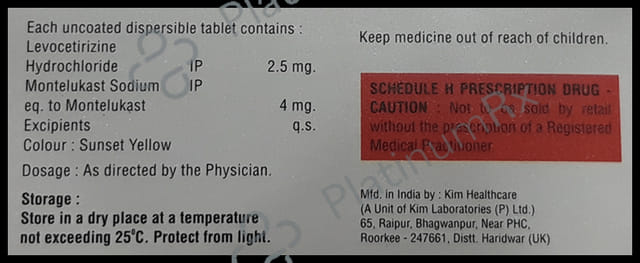 Each uncoated dispersible tablet contains :
Levocetirizine
Hydrochloride IP 2.5 mg.
Montelukast Sodium IP
eq. to Montelukast 4 mg.
Excipients q.s.
Colour : Sunset Yellow
Dosage : As directed by the Physician.
Storage :
Store in a dry place at a temperature
not exceeding 25°C. Protect from light.
Keep medicine out of reach of children.
SCHEDULE H PRESCRIPTION DRUG -
CAUTION : Not to be sold by retail
without the prescription of a Registered
Medical Practitioner
Mfd. in India by : Kim Healthcare
(A Unit of Kim Laboratories (P) Ltd.)
65, Raipur, Bhagwanpur, Near PHC,
Roorkee - 247661, Distt. Haridwar (UK)
PlatinumRx